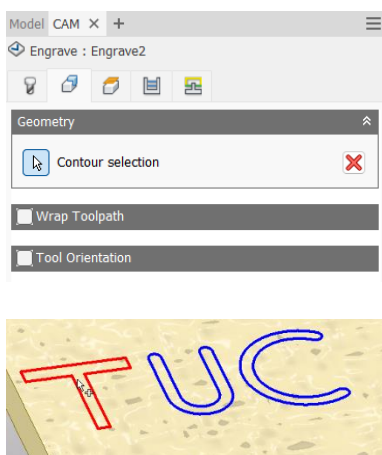 Model CAM
Engrave : Engrave2
Geometry
Contour selection
Wrap Toolpath
Tool Orientation
TUC